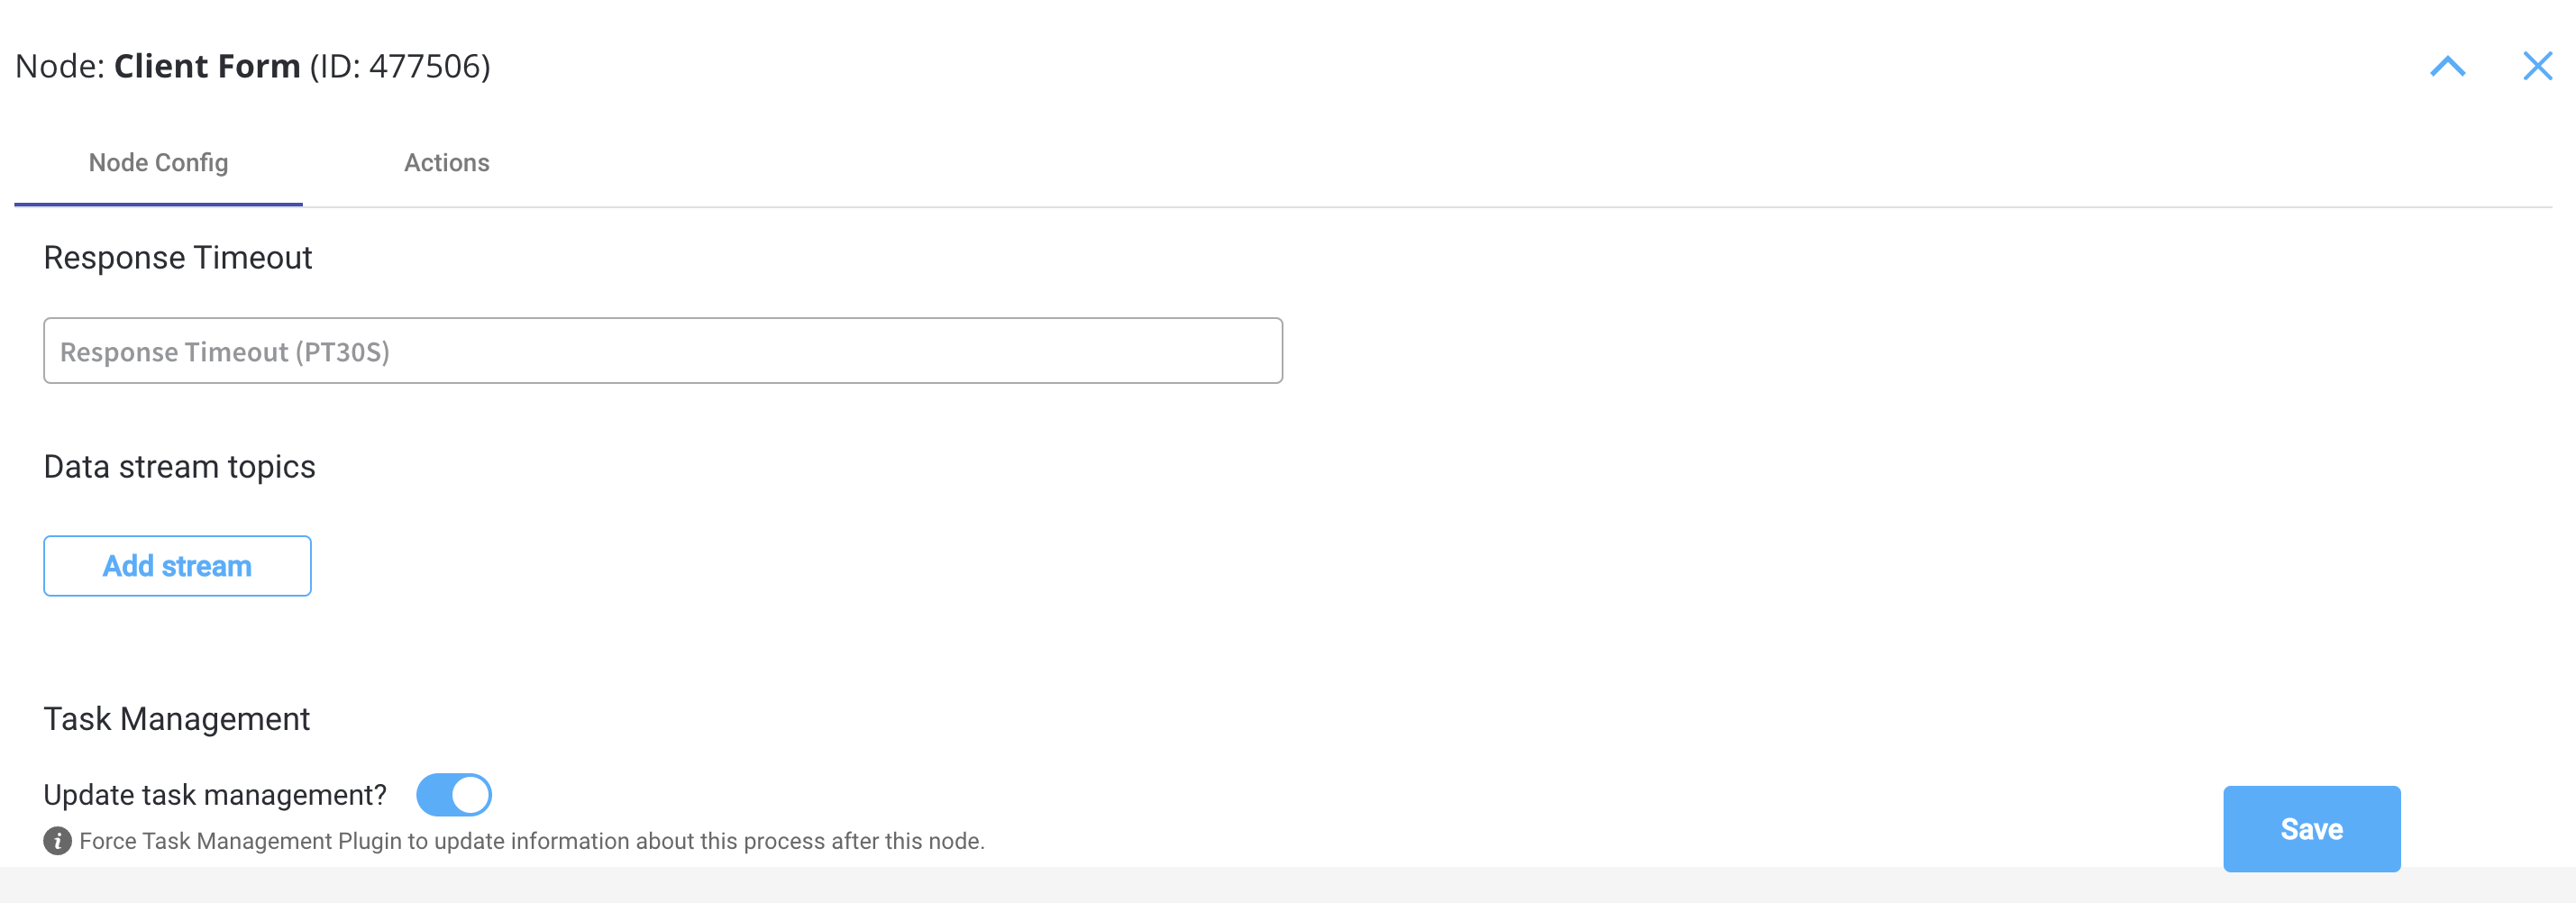 Node: Client Form (ID: 477506)
Node Config
Actions
Response Timeout
Response Timeout (PT30S)
Data stream topics
Add stream
Task Management
Update task management?
Force Task Management Plugin to update information about this process after this node.
Save